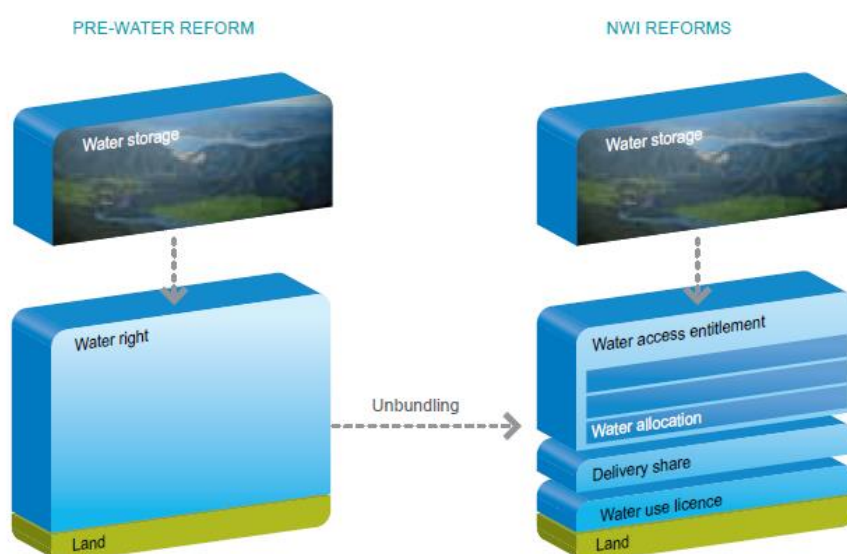 PRE-WATER REFORM
NWI REFORMS
Water storage
Water storage
Water right
Unbundling
Water access entitlement
Water allocation
Delivery share
Water use licence
Land
Land